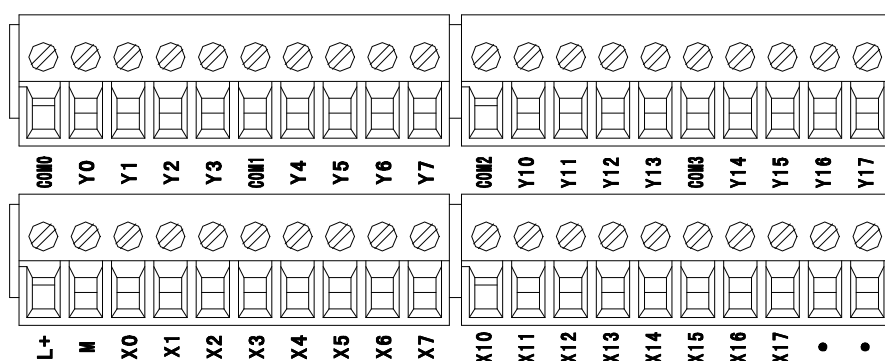 COM0 Y0 Y1 Y2 Y3 COM1 Y4 Y5 Y6 Y7 COM2 Y10 Y11 Y12 Y13 COM3 Y14 Y15 Y16 Y17
L+ M X0 X1 X2 X3 X4 X5 X6 X7 X10 X11 X12 X13 X14 X15 X16 X17 • •